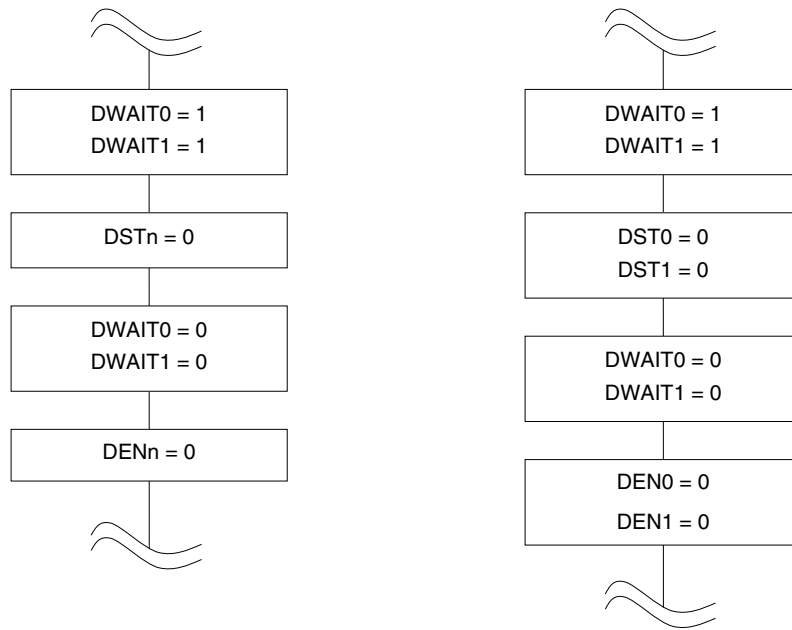 DWAIT0 = 1
DWAIT1 = 1
DSTn = 0
DWAIT0 = 0
DWAIT1 = 0
DENn = 0
DWAIT0 = 1
DWAIT1 = 1
DST0 = 0
DST1 = 0
DWAIT0 = 0
DWAIT1 = 0
DEN0 = 0
DEN1 = 0